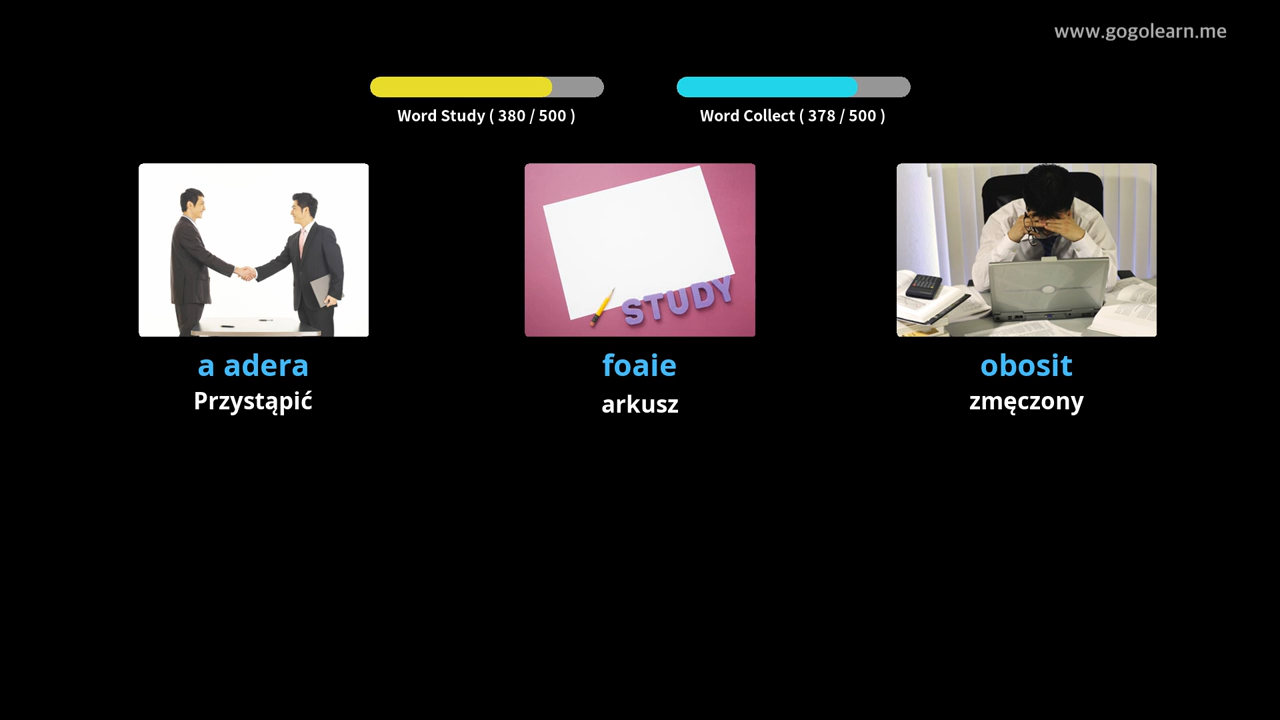 www.gogolearn.me
Word Study ( 380 / 500 )
Word Collect ( 378 / 500 )
STUDY
a adera
Przystąpić
foaie
arkusz
obosit
zmęczony